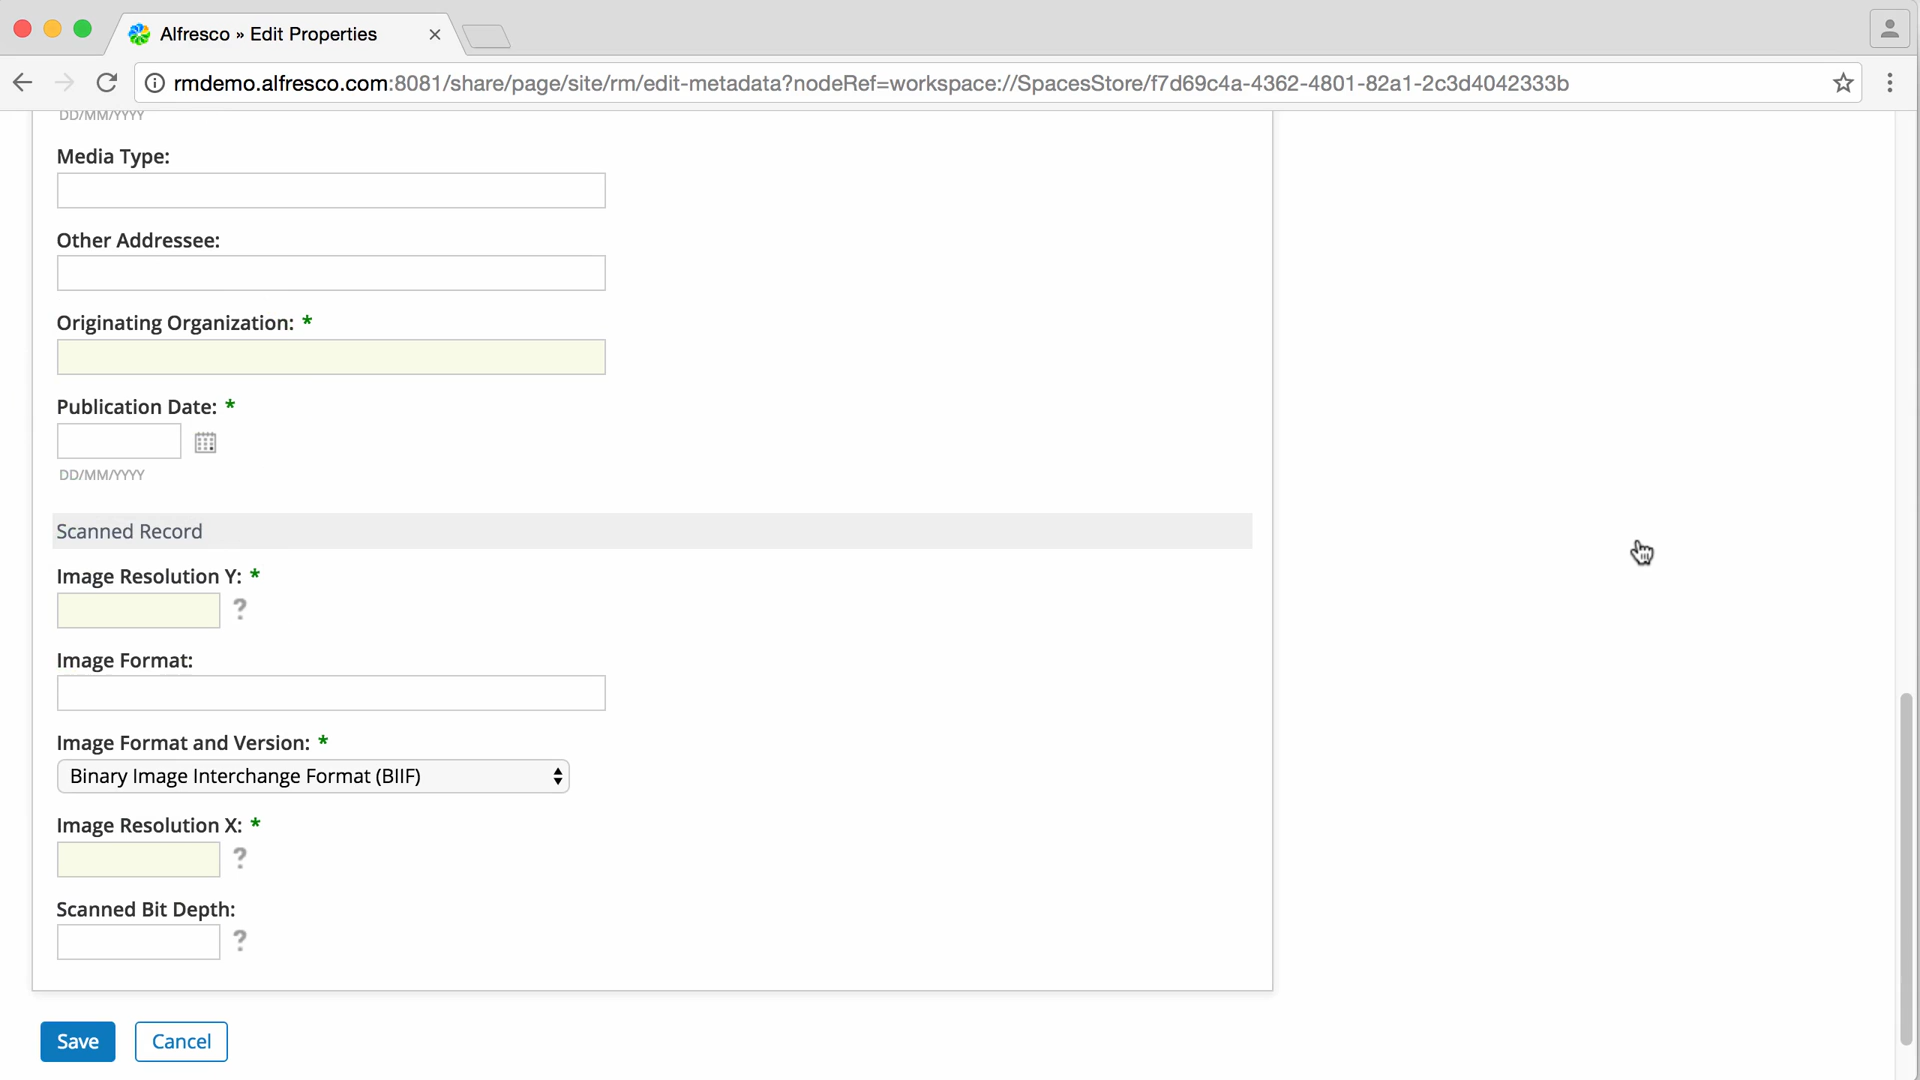 Alfresco » Edit Properties
rmdemo.alfresco.com:8081/share/page/site/rm/edit-metadata?nodeRef=workspace://SpacesStore/f7d69c4a-4362-4801-82a1-2c3d4042333b
DD/MM/YYYY
Media Type:
Other Addressee:
Originating Organization: *
Publication Date: *
DD/MM/YYYY
Scanned Record
Image Resolution Y: *
?
Image Format:
Image Format and Version: *
Binary Image Interchange Format (BIIF)
Image Resolution X: *
?
Scanned Bit Depth:
?
Save Cancel